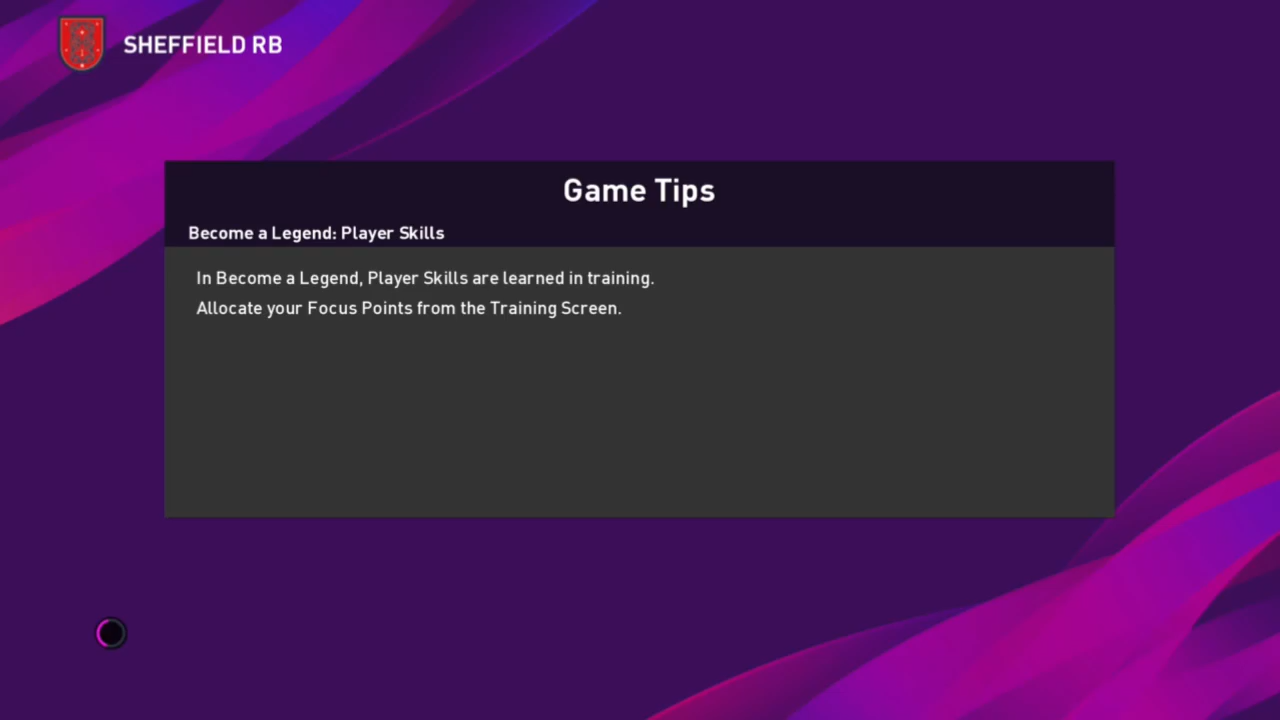 SHEFFIELD RB
Game Tips
Become a Legend: Player Skills
In Become a Legend, Player Skills are learned in training.
Allocate your Focus Points from the Training Screen.